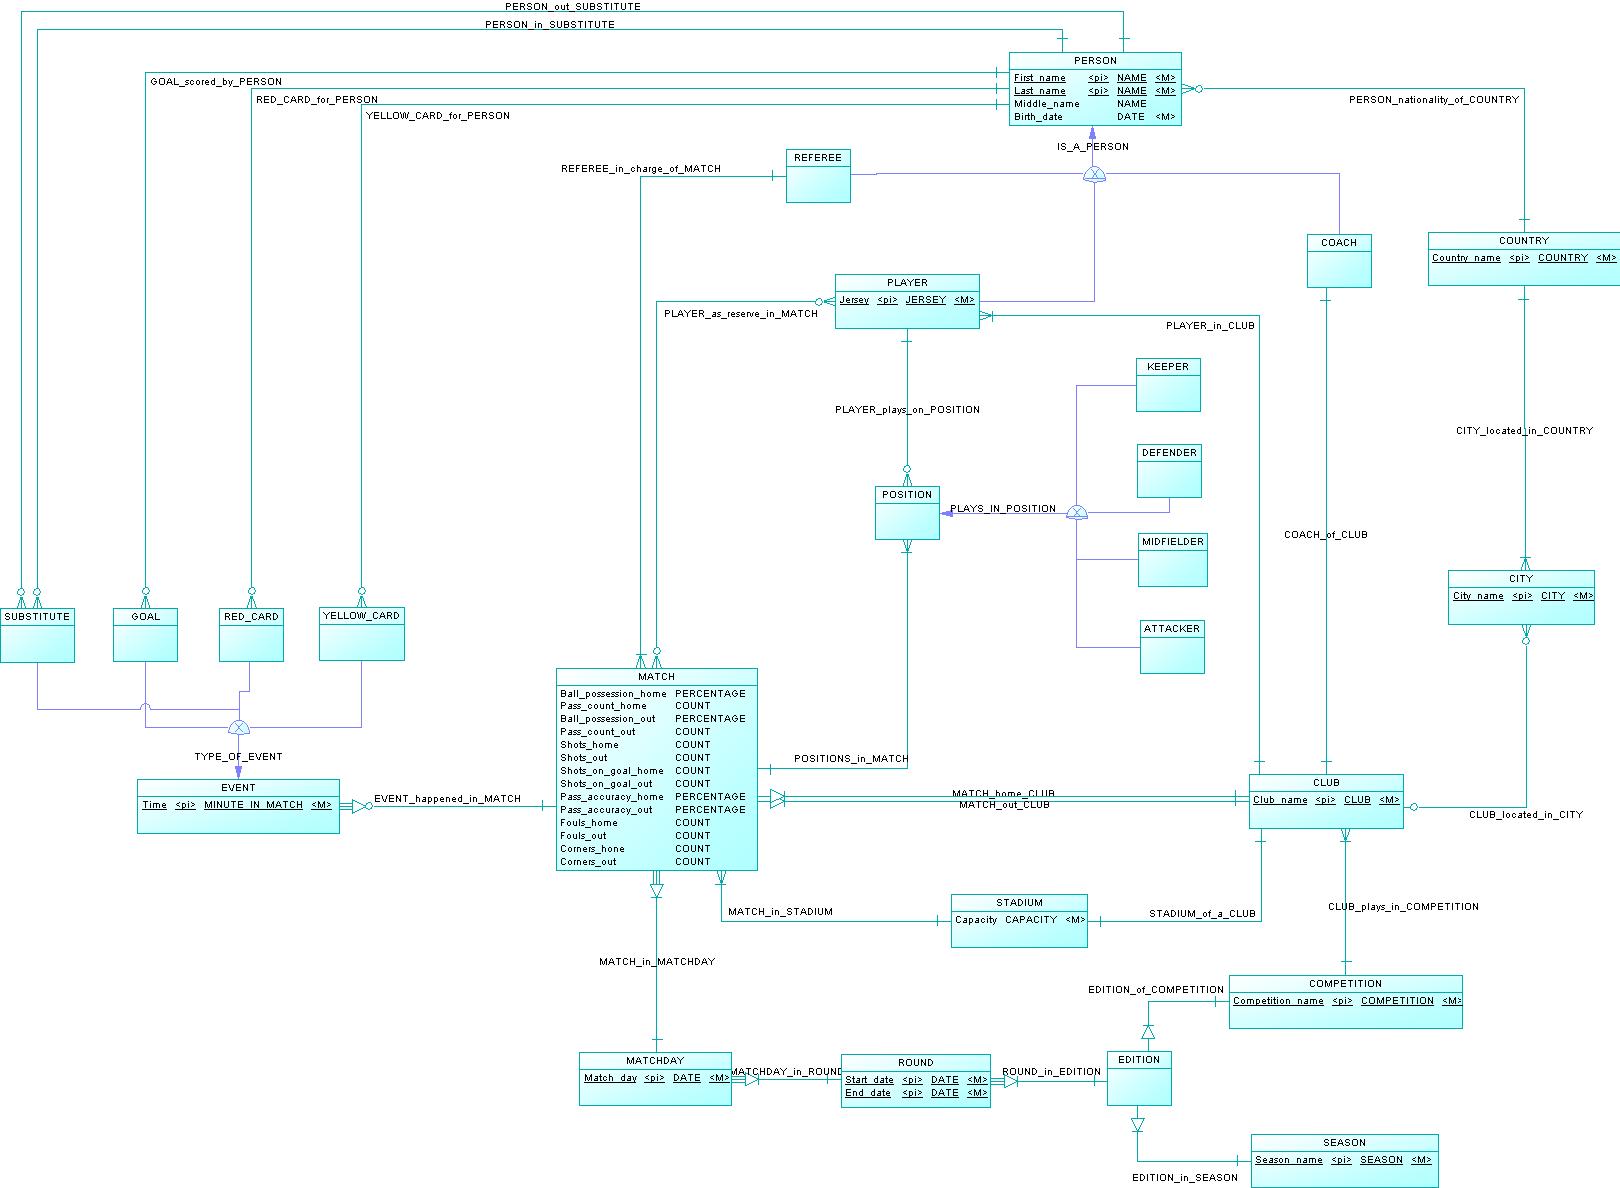 PERSON_out_SUBSTITUTE
PERSON_in_SUBSTITUTE
PERSON
First_name <pi> NAME <M>
Last_name <pi> NAME <M>
Middle_name NAME
Birth_date DATE <M>
GOAL_scored_by_PERSON
RED_CARD_for_PERSON
YELLOW_CARD_for_PERSON
PERSON_nationality_of_COUNTRY
IS_A_PERSON
REFEREE
REFEREE_in_charge_of_MATCH
COACH
COUNTRY
Country_name <pi> COUNTRY <M>
PLAYER
Jersey <pi> JERSEY <M>
PLAYER_as_reserve_in_MATCH
PLAYER_in_CLUB
KEEPER
PLAYER_plays_on_POSITION
CITY_located_in_COUNTRY
DEFENDER
POSITION
PLAYS_IN_POSITION
COACH_of_CLUB
MIDFIELDER
CITY
City_name <pi> CITY <M>
SUBSTITUTE
GOAL
RED_CARD
YELLOW_CARD
ATTACKER
MATCH
Ball_possession_home PERCENTAGE
Pass_count_home COUNT
Ball_possession_out PERCENTAGE
Pass_count_out COUNT
Shots_home COUNT
Shots_out COUNT
Shots_on_goal_home COUNT
Shots_on_goal_out COUNT
Pass_accuracy_home PERCENTAGE
Pass_accuracy_out PERCENTAGE
Fouls_home COUNT
Fouls_out COUNT
Corners_hone COUNT
Corners_out COUNT
TYPE_OF_EVENT
POSITIONS_in_MATCH
EVENT
Time <pi> MINUTE_IN_MATCH <M>
EVENT_happened_in_MATCH
MATCH_home_CLUB
MATCH_out_CLUB
CLUB
Club_name <pi> CLUB <M>
CLUB_located_in_CITY
STADIUM
Capacity CAPACITY <M>
MATCH_in_STADIUM
STADIUM_of_a_CLUB
CLUB_plays_in_COMPETITION
MATCH_in_MATCHDAY
COMPETITION
Competition_name <pi> COMPETITION <M>
EDITION_of_COMPETITION
MATCHDAY
Match_day <pi> DATE <M>
MATCHDAY_in_ROUND
ROUND
Start_date <pi> DATE <M>
End_date <pi> DATE <M>
ROUND_in_EDITION
EDITION
SEASON
Season_name <pi> SEASON <M>
EDITION_in_SEASON